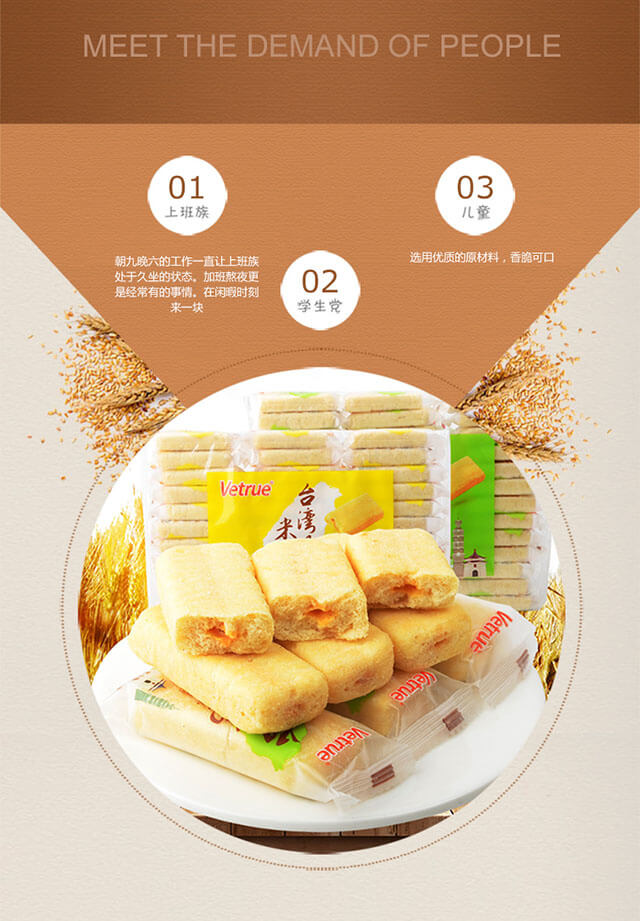 MEET THE DEMAND OF PEOPLE
01
上班族
朝九晚六的工作一直让上班族
处于久坐的状态。加班熬夜更
是经常有的事情。在闲暇时刻
来一块
02
学生党
03
儿童
选用优质的原材料，香脆可口
Vetrue
台湾
米
Vetrue
Vetrue